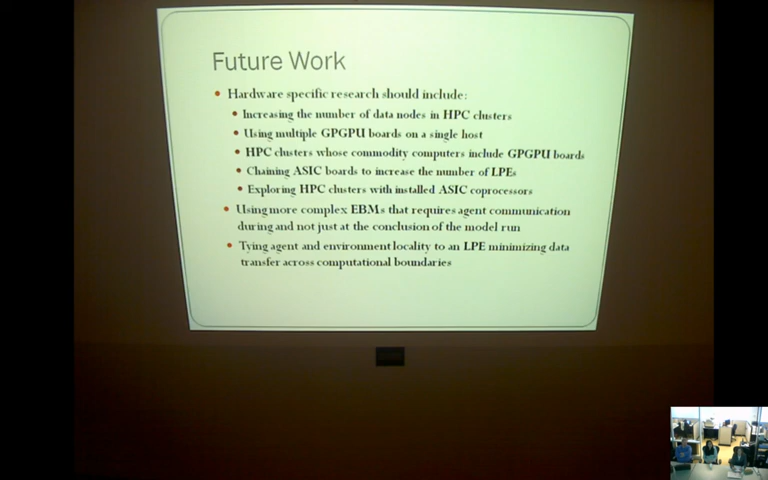 Future Work
• Hardware specific research should include:
• Increasing the number of data nodes in HPC clusters
• Using multiple GPGPU boards on a single host
• HPC clusters whose commodity computers include GPGPU boards
• Chaining ASIC boards to increase the number of LPEs
• Exploring HPC clusters with installed ASIC coprocessors
• Using more complex EBMs that requires agent communication
during and not just at the conclusion of the model run
• Tying agent and environment locality to an LPE minimizing data
transfer across computational boundaries